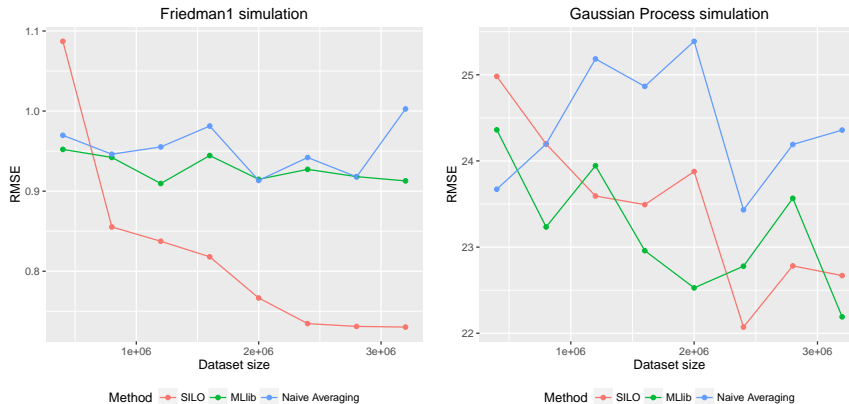 Friedman1 simulation
1.1
1.0
0.9
0.8
RMSE
1e+06
2e+06
3e+06
Dataset size
Method SILO MLlib Naive Averaging
Gaussian Process simulation
25
24
23
22
RMSE
1e+06
2e+06
3e+06
Dataset size
Method SILO MLlib Naive Averaging